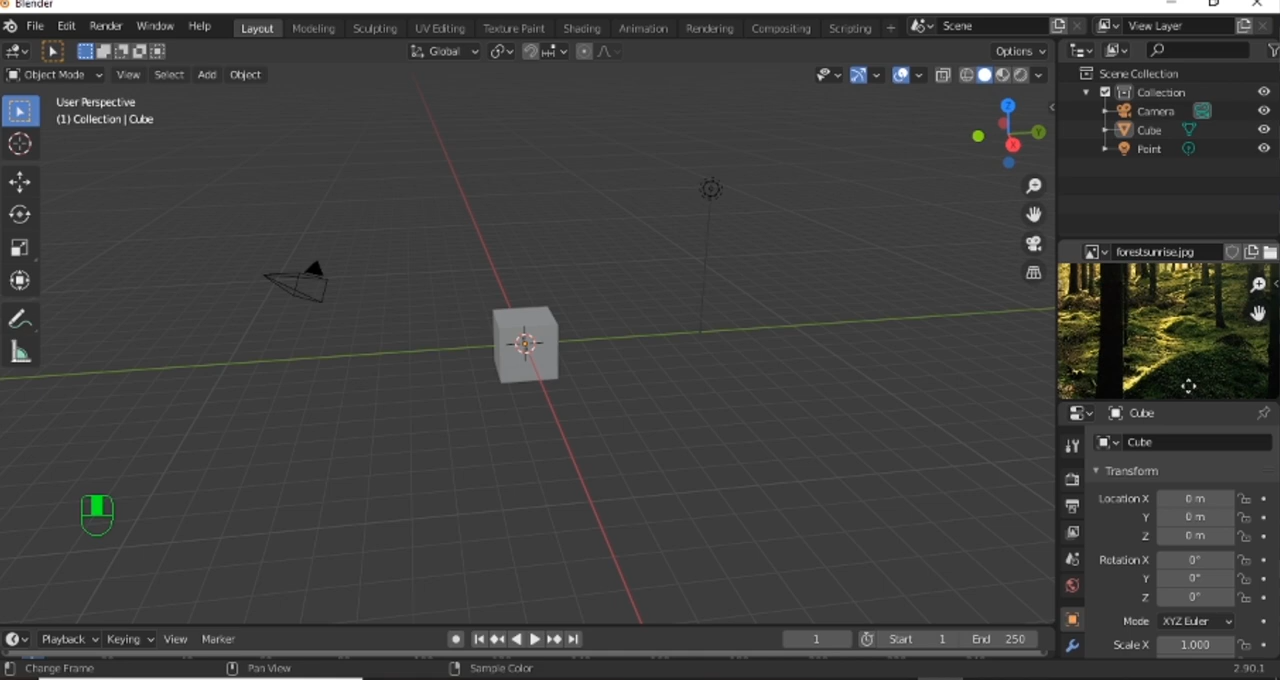 Blender
File Edit Render Window Help Layout Modeling Sculpting UV Editing Texture Paint Shading Animation Rendering Compositing Scripting + Scene View Layer
Global Options
Object Mode View Select Add Object
User Perspective
(1) Collection | Cube
Z
Y
X
Scene Collection
Collection
Camera
Cube
Point
forestsunrise.jpg
Cube
Cube
Transform
Location X 0 m
Y 0 m
Z 0 m
Rotation X 0°
Y 0°
Z 0°
Mode XYZ Euler
Scale X 1.000
Playback Keying View Marker 1 Start 1 End 250
Change Frame Pan View Sample Color 2.90.1